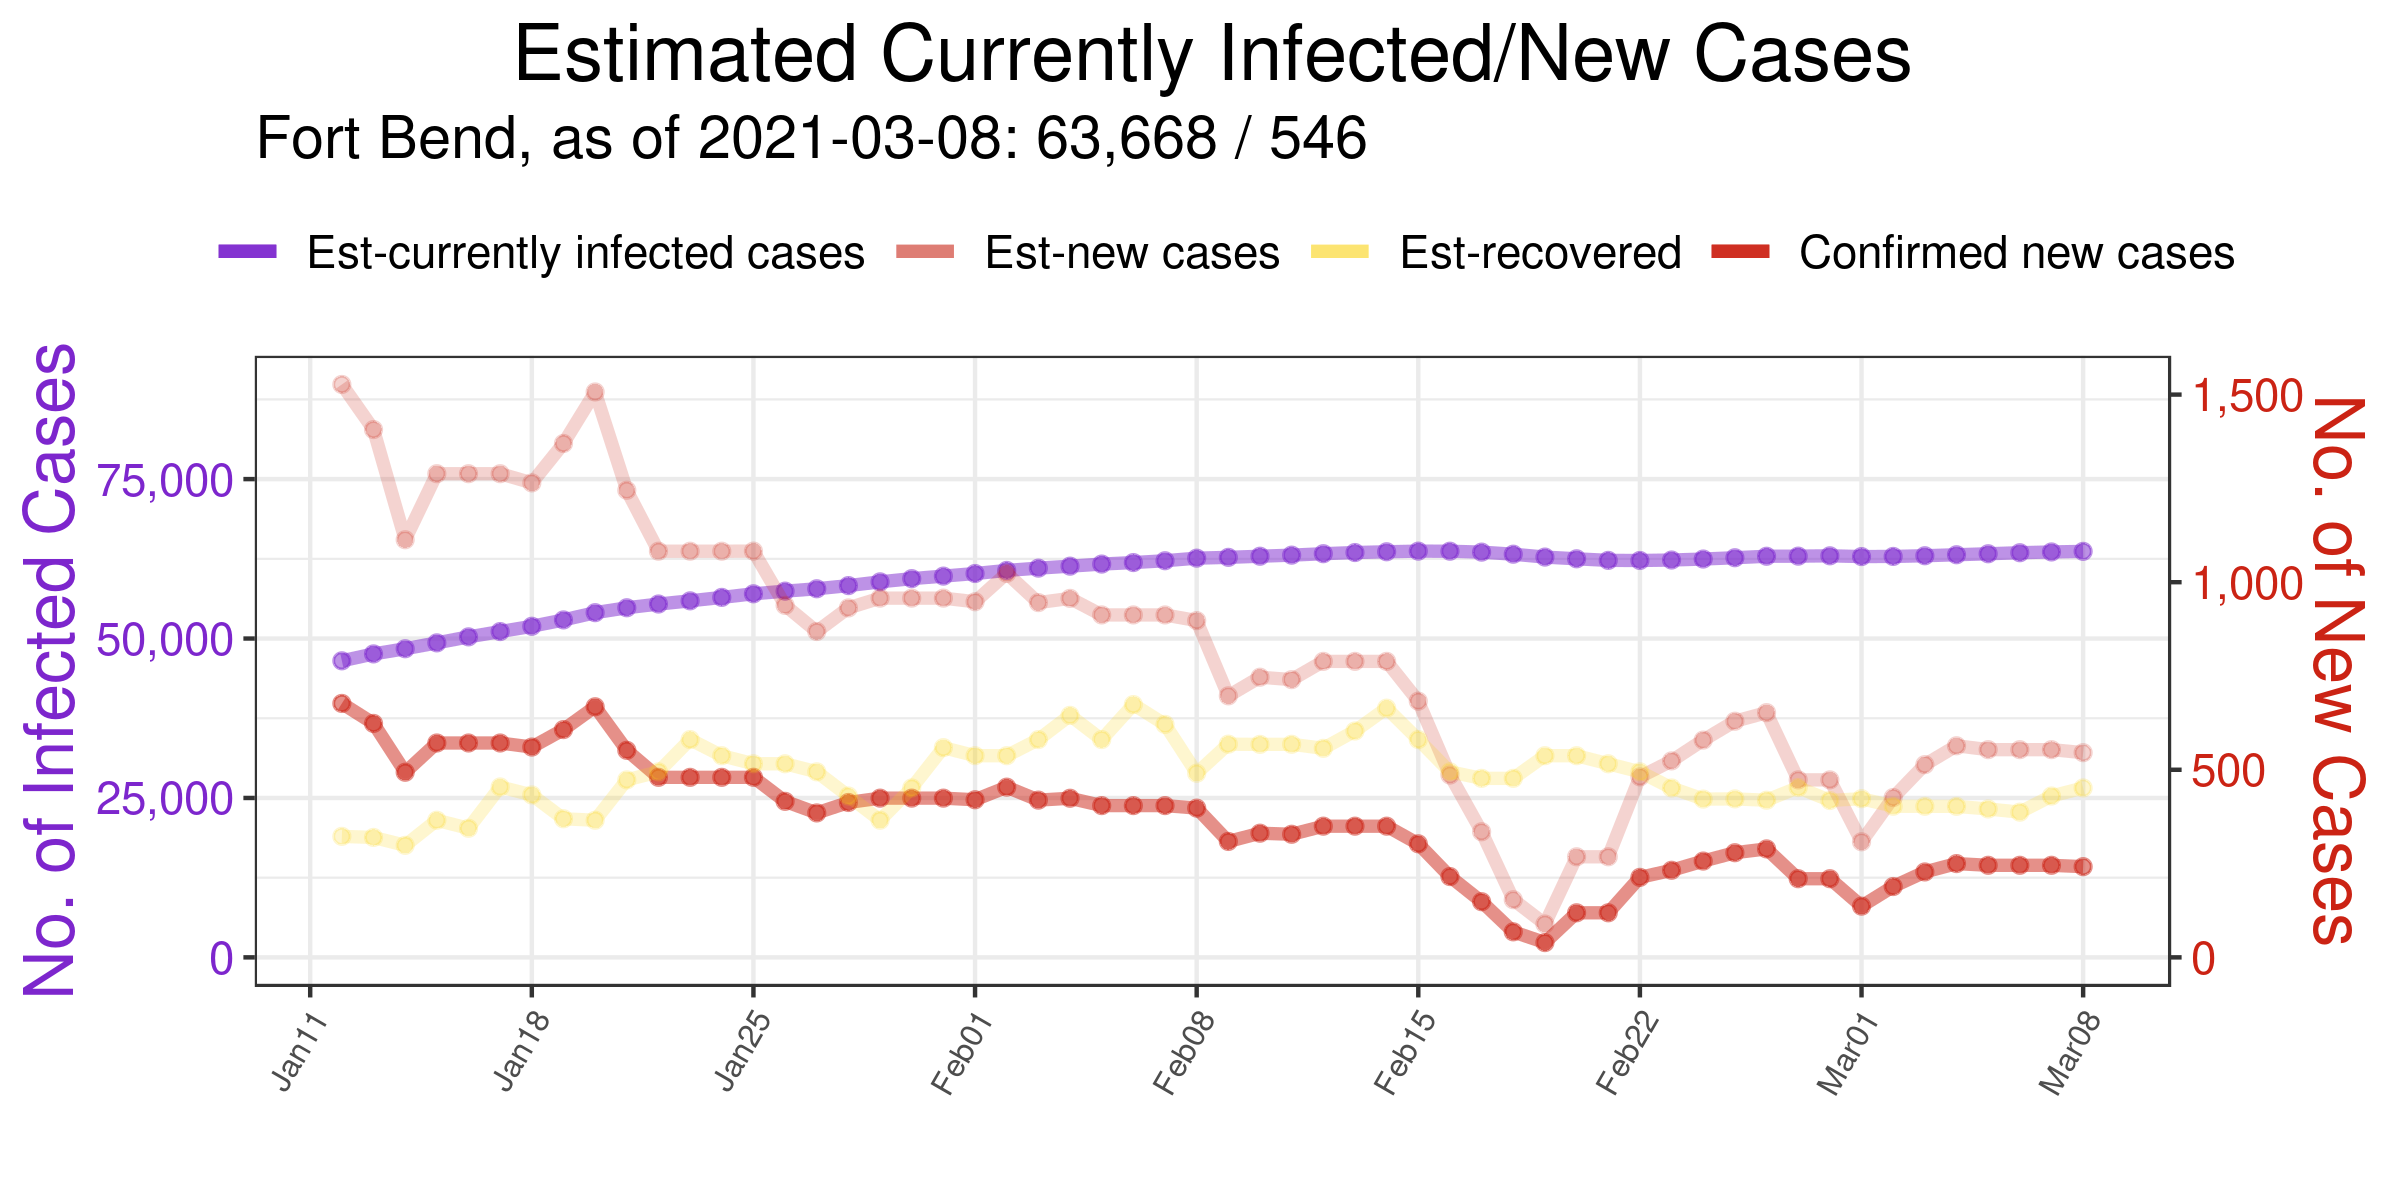 Estimated Currently Infected/New Cases
Fort Bend, as of 2021-03-08: 63,668 / 546
Est-currently infected cases Est-new cases Est-recovered Confirmed new cases
No. of Infected Cases
75,000
50,000
25,000
0
1,500
1,000
500
0
No. of New Cases
Jan11 Jan18 Jan25 Feb01 Feb08 Feb15 Feb22 Mar01 Mar08